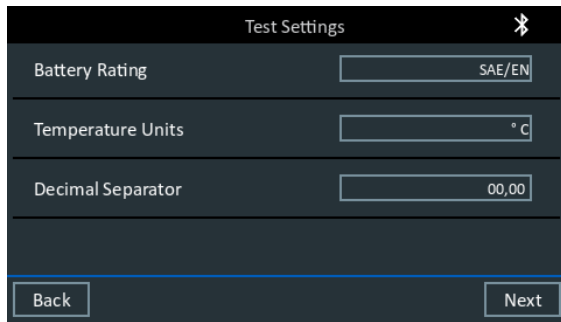 Test Settings
Battery Rating SAE/EN
Temperature Units ° C
Decimal Separator 00,00
Back Next